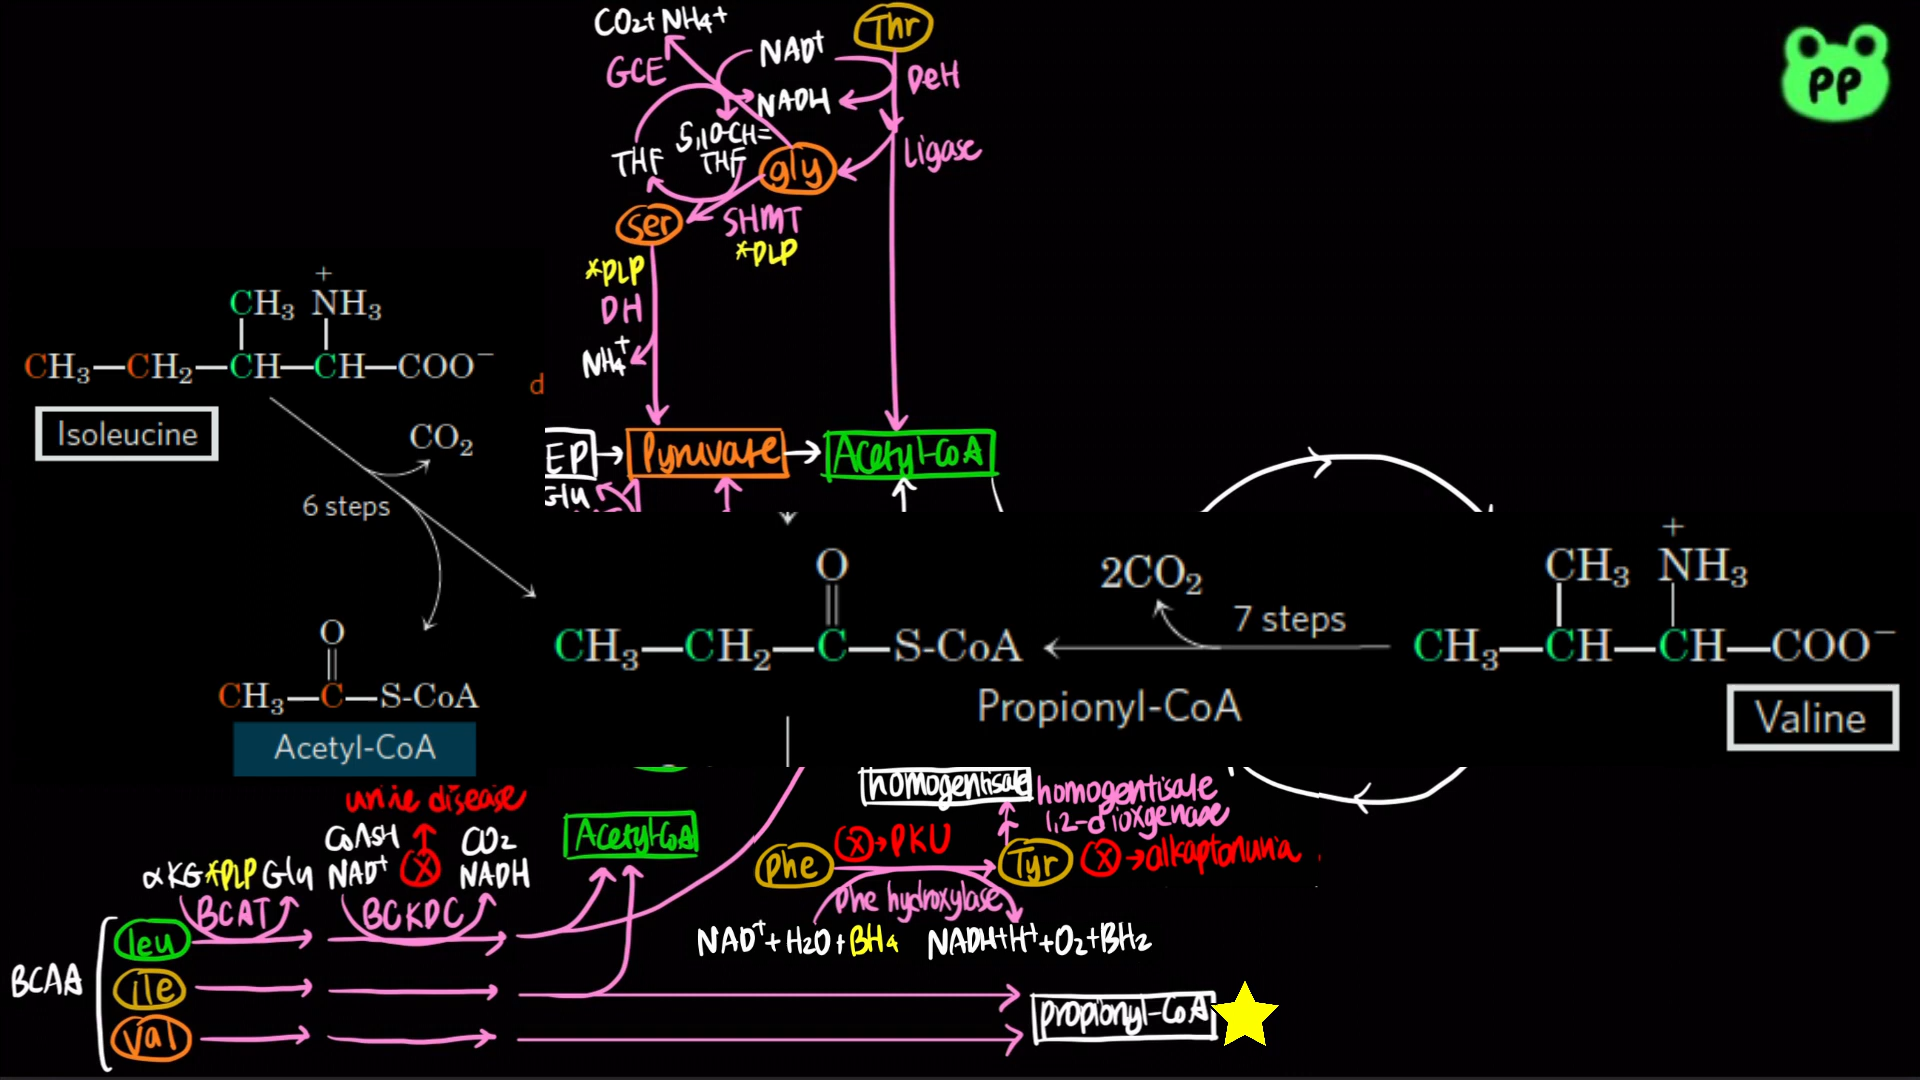 CO2+ NH4+
Thr
NAD+
GCE
DeH
NADH
5,10-CH=
THF
THF
Ligase
gly
Ser
SHMT
*PLP
*PLP
DH
NH4+
PP
+
CH3 NH3
CH3—CH2—CH—CH—COO−
d
Isoleucine
CO2
6 steps
EP
Pyruvate
Acetyl-CoA
Glu
O
CH3—C—S-CoA
Acetyl-CoA
O
CH3—CH2—C—S-CoA
Propionyl-CoA
2CO2
7 steps
+
CH3 NH3
CH3—CH—CH—COO−
Valine
urine disease
CoASH
CO2
αKG *PLP Glu NAD+ X NADH
BCAT
BCKDC
BCAA
leu
ile
val
Acetyl-CoA
homogentisate
homogentisate
1,2-dioxgenase
phe
X→PKU
Tyr
X→alkaptonuria
phe hydroxylase
NAD++H2O+BH4
NADH+H++O2+BH2
propionyl-CoA